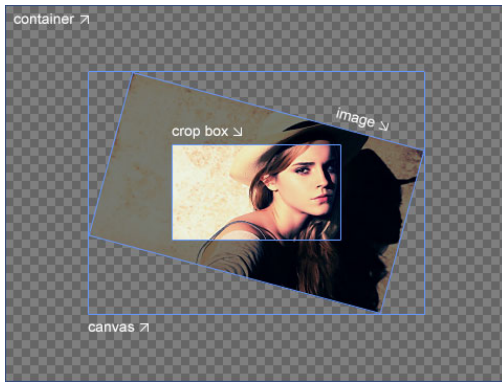 container ↗
crop box ↘
image ↘
canvas ↗